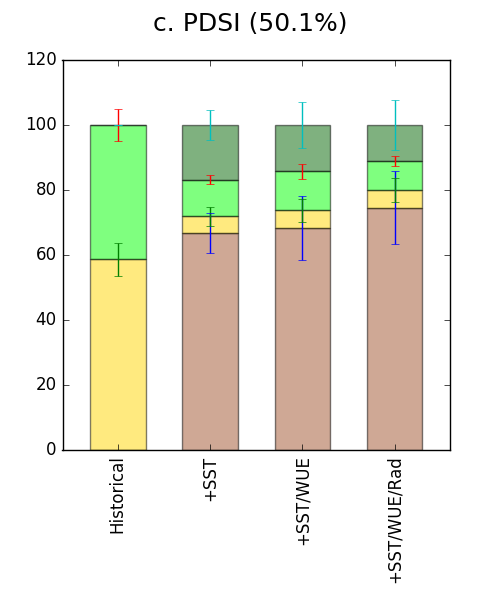 c. PDSI (50.1%)
120
100
80
60
40
20
0
Historical
+SST
+SST/WUE
+SST/WUE/Rad